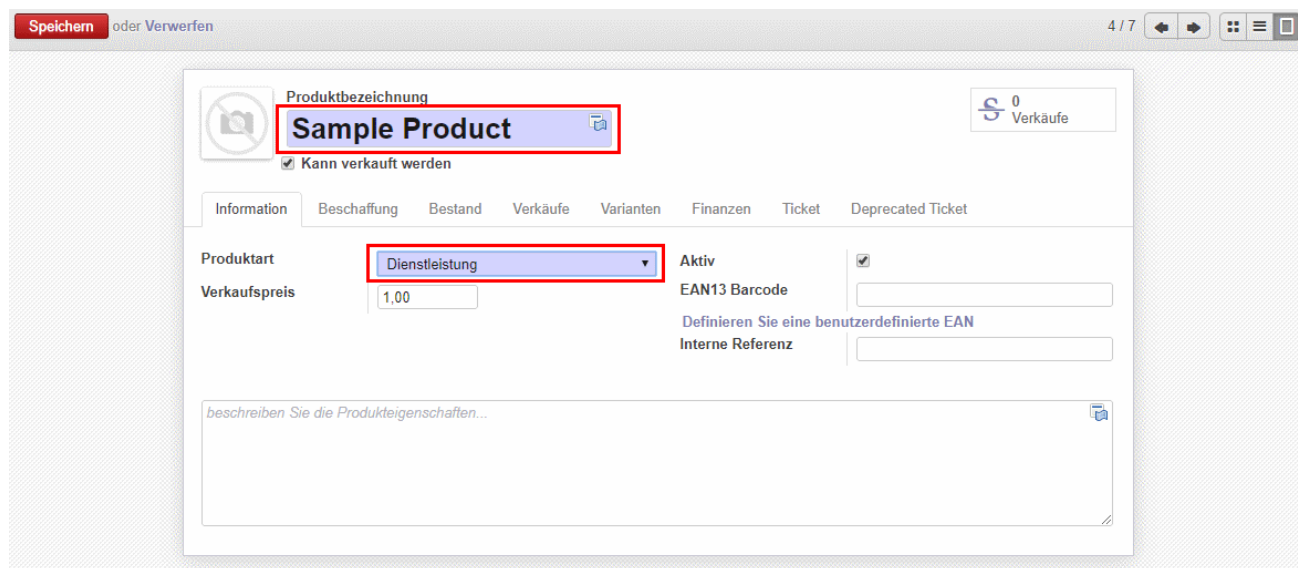 Speichern oder Verwerfen 4 / 7
Produktbezeichnung
Sample Product
Kann verkauft werden
0
Verkäufe
Information Beschaffung Bestand Verkäufe Varianten Finanzen Ticket Deprecated Ticket
Produktart Dienstleistung
Verkaufspreis 1,00
Aktiv
EAN13 Barcode
Definieren Sie eine benutzerdefinierte EAN
Interne Referenz
beschreiben Sie die Produkteigenschaften...